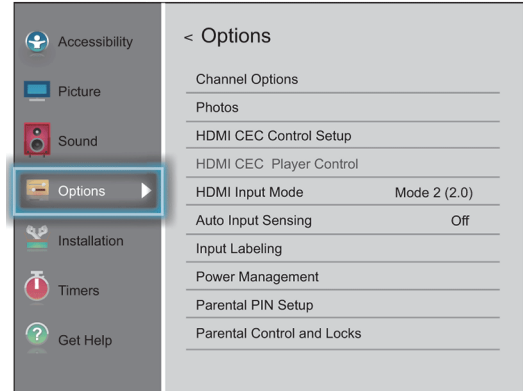 Accessibility
Picture
Sound
Options
Installation
Timers
Get Help
< Options
Channel Options
Photos
HDMI CEC Control Setup
HDMI CEC Player Control
HDMI Input Mode Mode 2 (2.0)
Auto Input Sensing Off
Input Labeling
Power Management
Parental PIN Setup
Parental Control and Locks